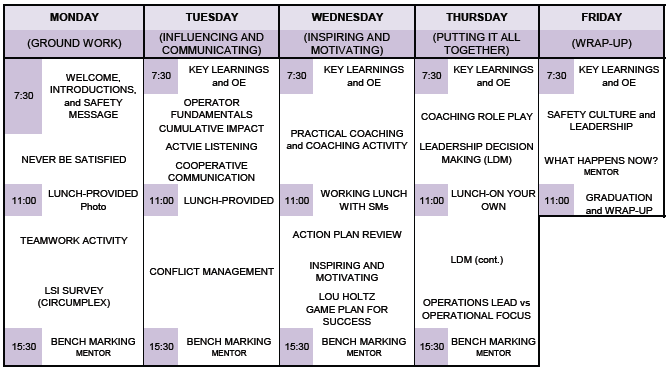 MONDAY
(GROUND WORK)
7:30
WELCOME,
INTRODUCTIONS,
and SAFETY
MESSAGE
NEVER BE SATISFIED
11:00
LUNCH-PROVIDED
Photo
TEAMWORK ACTIVITY
LSI SURVEY
(CIRCUMPLEX)
15:30
BENCH MARKING
MENTOR
TUESDAY
(INFLUENCING AND
COMMUNICATING)
7:30
KEY LEARNINGS
and OE
OPERATOR
FUNDAMENTALS
CUMULATIVE IMPACT
ACTVIE LISTENING
COOPERATIVE
COMMUNICATION
11:00
LUNCH-PROVIDED
CONFLICT MANAGEMENT
15:30
BENCH MARKING
MENTOR
WEDNESDAY
(INSPIRING AND
MOTIVATING)
7:30
KEY LEARNINGS
and OE
PRACTICAL COACHING
and COACHING ACTIVITY
11:00
WORKING LUNCH
WITH SMs
ACTION PLAN REVIEW
INSPIRING AND
MOTIVATING
LOU HOLTZ
GAME PLAN FOR
SUCCESS
15:30
BENCH MARKING
MENTOR
THURSDAY
(PUTTING IT ALL
TOGETHER)
7:30
KEY LEARNINGS
and OE
COACHING ROLE PLAY
LEADERSHIP DECISION
MAKING (LDM)
11:00
LUNCH-ON YOUR
OWN
LDM (cont.)
OPERATIONS LEAD vs
OPERATIONAL FOCUS
15:30
BENCH MARKING
MENTOR
FRIDAY
(WRAP-UP)
7:30
KEY LEARNINGS
and OE
SAFETY CULTURE and
LEADERSHIP
WHAT HAPPENS NOW?
MENTOR
11:00
GRADUATION
and WRAP-UP